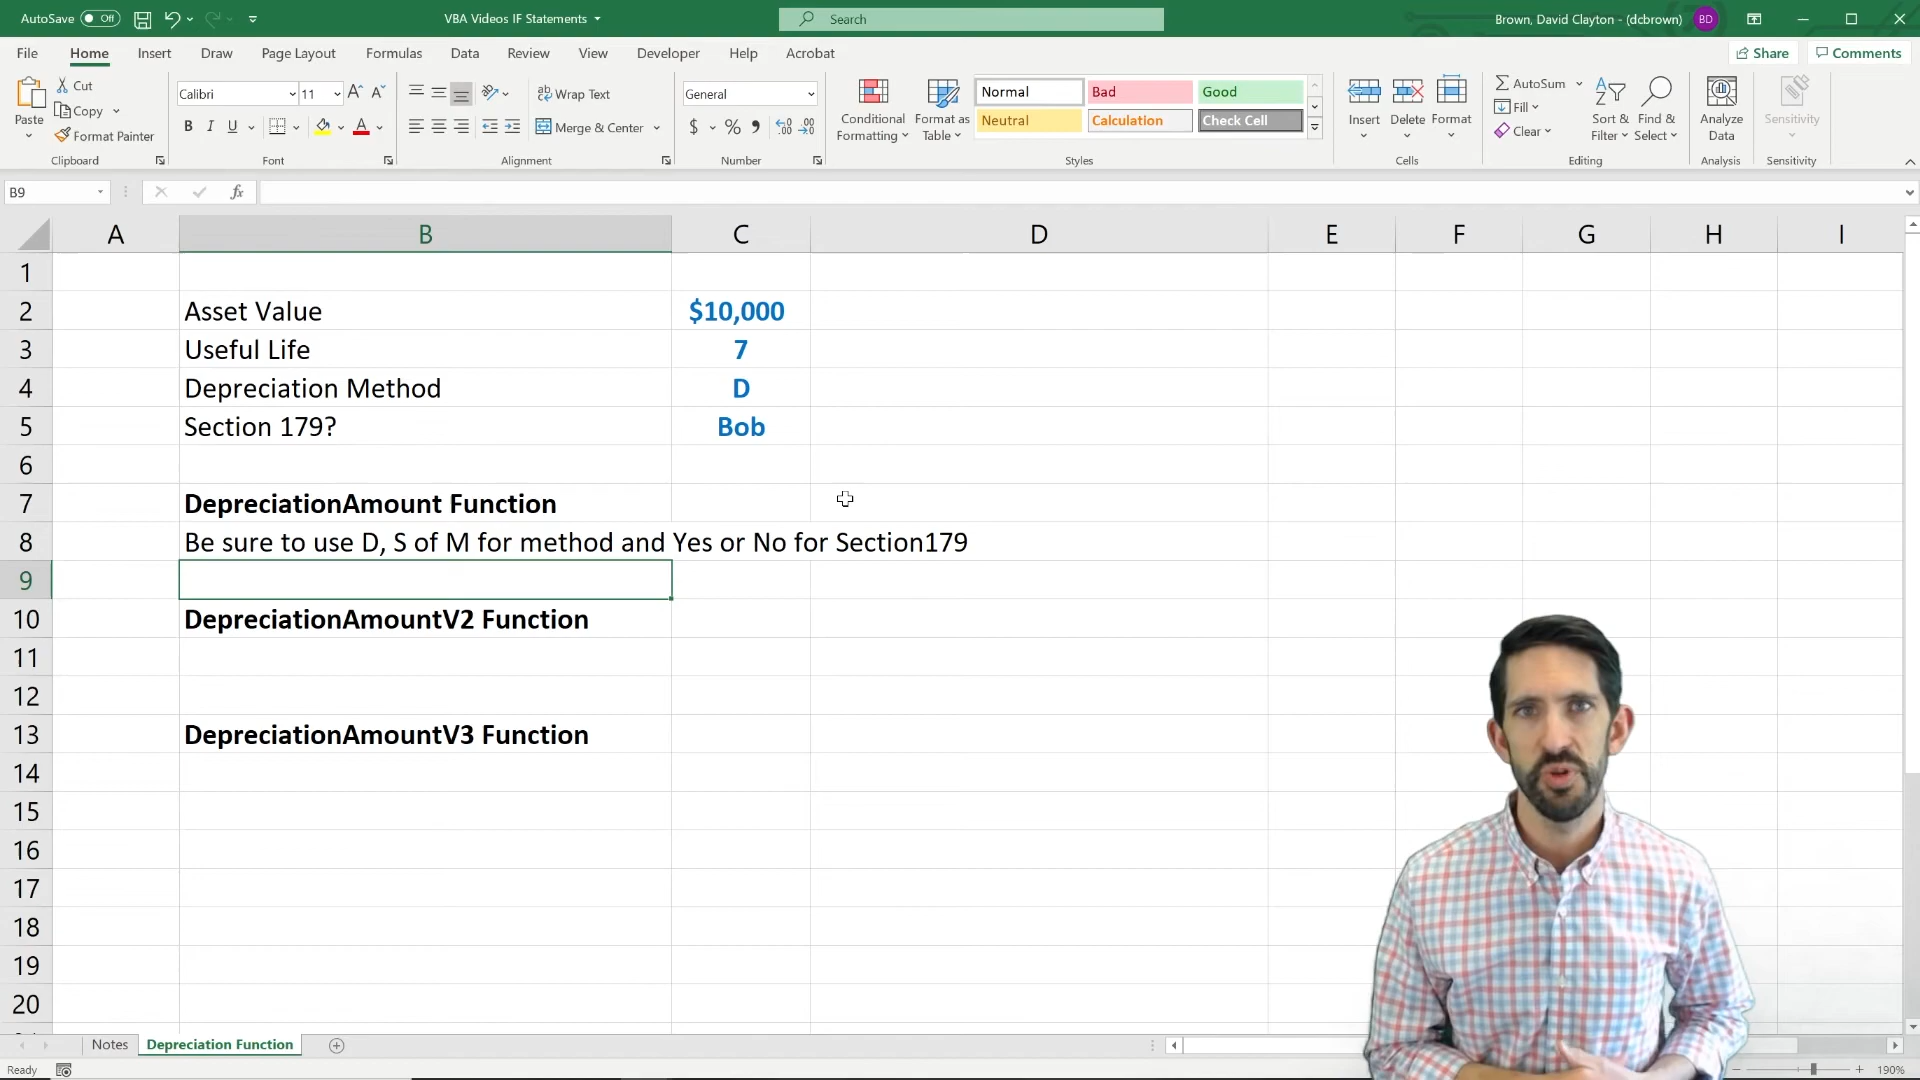 AutoSave Off VBA Videos IF Statements Search Brown, David Clayton - (dcbrown) BD
File Home Insert Draw Page Layout Formulas Data Review View Developer Help Acrobat Share Comments
Paste
Cut
Copy
Format Painter
Clipboard
Calibri 11
B I U A
Font
Wrap Text
Merge & Center
Alignment
General
$ % 9
Number
Conditional Formatting
Format as Table
Normal Bad Good
Neutral Calculation Check Cell
Styles
Insert Delete Format
Cells
AutoSum
Fill
Clear
Sort & Filter
Find & Select
Editing
Analyze Data
Analysis
Sensitivity
Sensitivity
B9 fx
A B C D E F G H I
1
2 Asset Value $10,000
3 Useful Life 7
4 Depreciation Method D
5 Section 179? Bob
6
7 DepreciationAmount Function
8 Be sure to use D, S of M for method and Yes or No for Section179
9
10 DepreciationAmountV2 Function
11
12
13 DepreciationAmountV3 Function
14
15
16
17
18
19
20
Notes Depreciation Function
Ready 190%